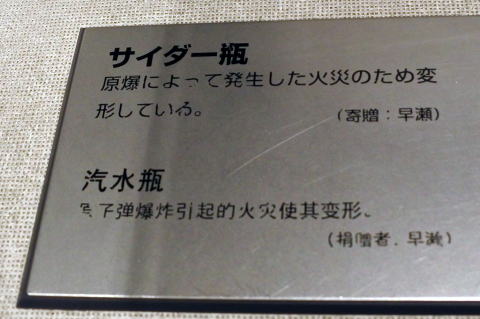 サイダー瓶
原爆によって発生した火災のため変
形している。
(寄贈：早瀬)
汽水瓶
原子弹爆炸引起的火灾使其变形。
(捐赠者．早濑)